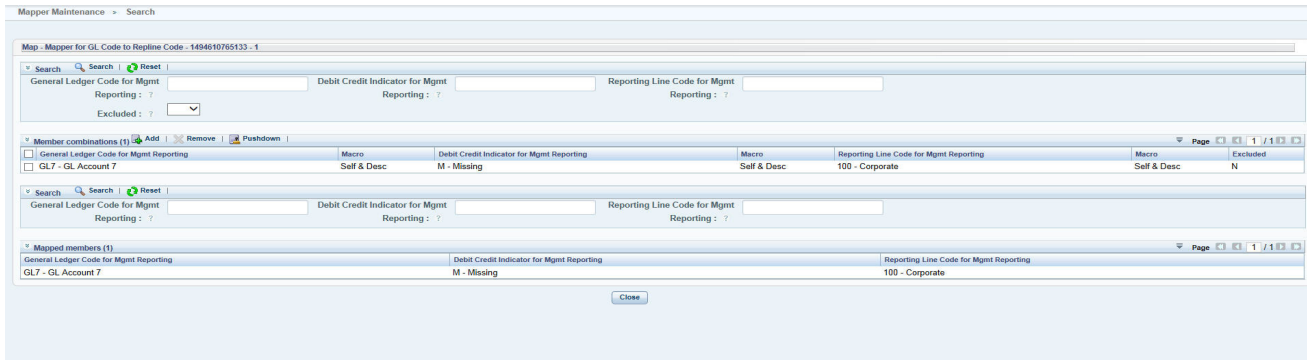 Mapper Maintenance > Search
Map - Mapper for GL Code to Repline Code - 1494610765133 - 1
Search Search | Reset |
General Ledger Code for Mgmt Reporting : ? Debit Credit Indicator for Mgmt Reporting : ? Reporting Line Code for Mgmt Reporting : ?
Excluded : ?
Member combinations (1) Add | Remove | Pushdown | Page 1 / 1
General Ledger Code for Mgmt Reporting Macro Debit Credit Indicator for Mgmt Reporting Macro Reporting Line Code for Mgmt Reporting Macro Excluded
GL7 - GL Account 7 Self & Desc M - Missing Self & Desc 100 - Corporate Self & Desc N
Search Search | Reset |
General Ledger Code for Mgmt Reporting : ? Debit Credit Indicator for Mgmt Reporting : ? Reporting Line Code for Mgmt Reporting : ?
Mapped members (1) Page 1 / 1
General Ledger Code for Mgmt Reporting Debit Credit Indicator for Mgmt Reporting Reporting Line Code for Mgmt Reporting
GL7 - GL Account 7 M - Missing 100 - Corporate
Close